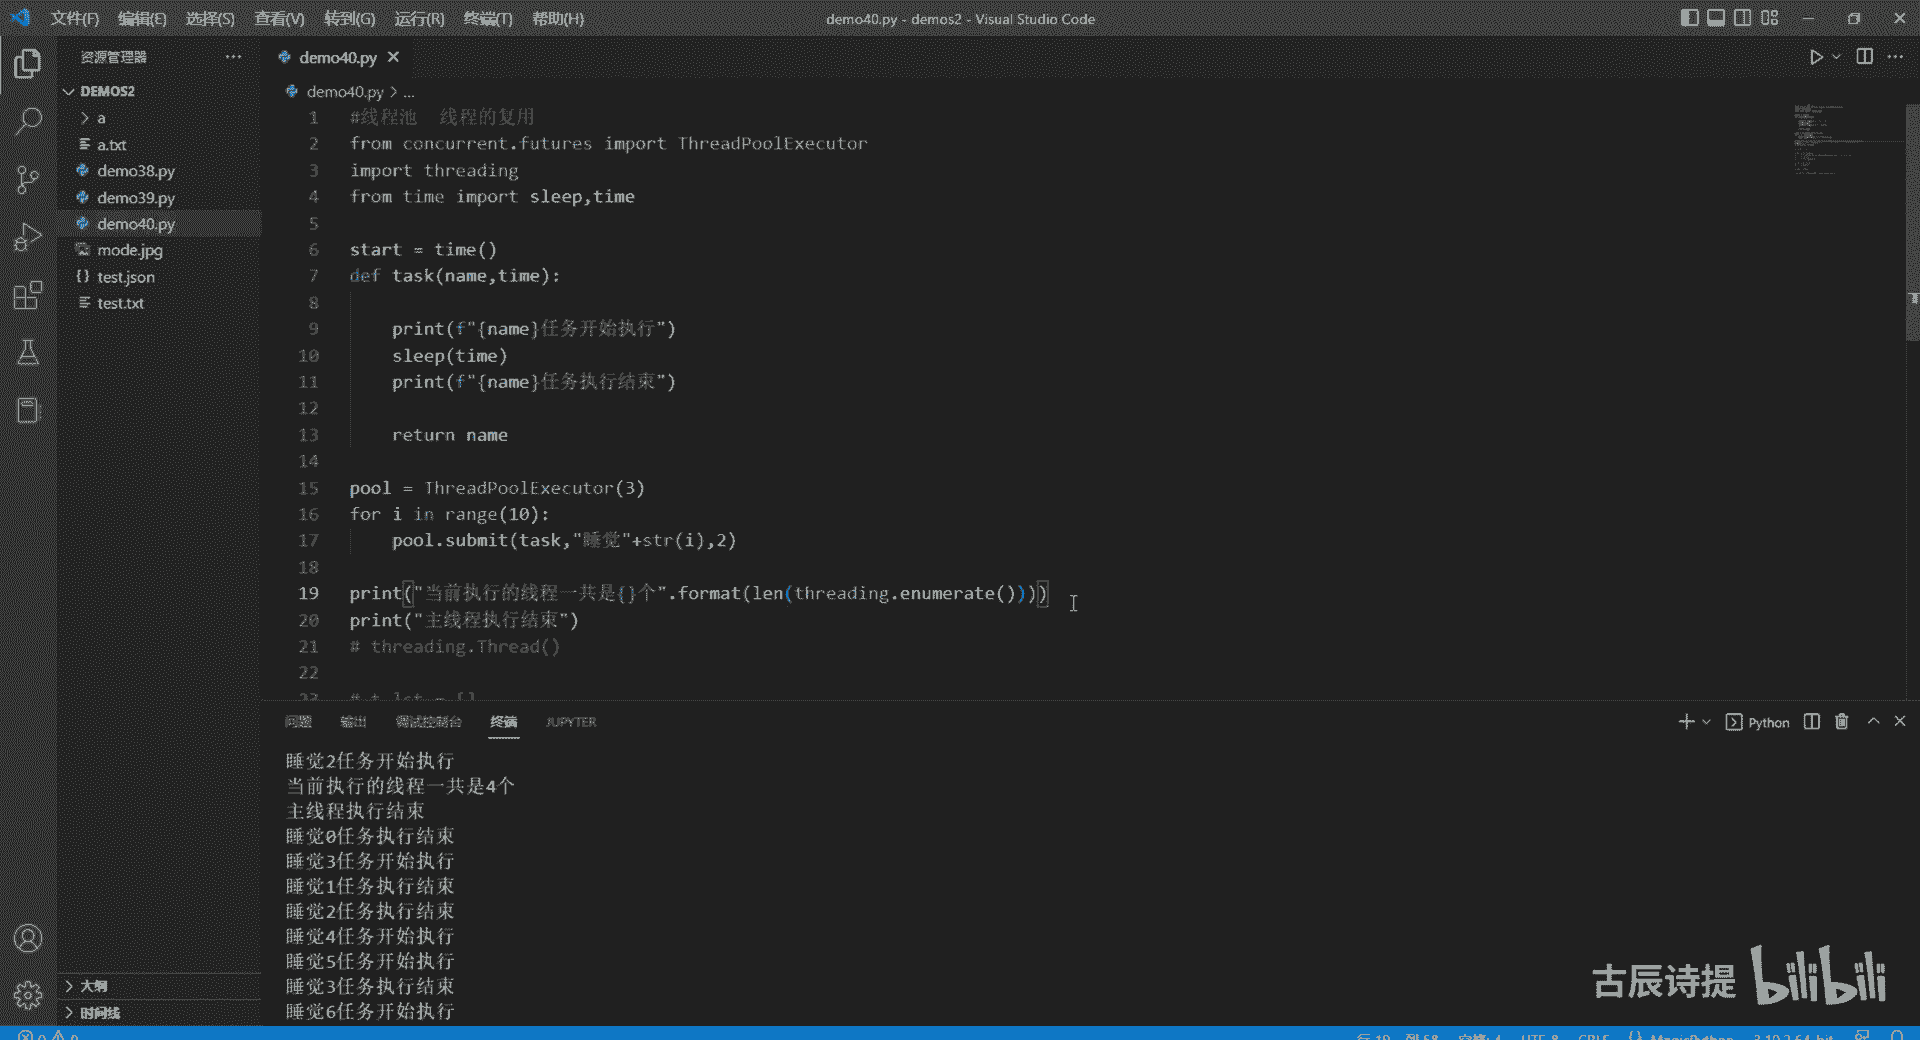 文件(F) 编辑(E) 选择(S) 查看(V) 转到(G) 运行(R) 终端(T) 帮助(H) demo40.py - demos2 - Visual Studio Code
资源管理器
DEMOS2
a
a.txt
demo38.py
demo39.py
demo40.py
mode.jpg
test.json
test.txt
大纲
时间线
demo40.py
demo40.py > ...
1 #线程池 线程的复用
2 from concurrent.futures import ThreadPoolExecutor
3 import threading
4 from time import sleep,time
5
6 start = time()
7 def task(name,time):
8
9 print(f"{name}任务开始执行")
10 sleep(time)
11 print(f"{name}任务执行结束")
12
13 return name
14
15 pool = ThreadPoolExecutor(3)
16 for i in range(10):
17 pool.submit(task,"睡觉"+str(i),2)
18
19 print("当前执行的线程一共是{}个".format(len(threading.enumerate())))
20 print("主线程执行结束")
21 # threading.Thread()
22
问题 输出 调试控制台 终端 JUPYTER
Python
睡觉2任务开始执行
当前执行的线程一共是4个
主线程执行结束
睡觉0任务执行结束
睡觉3任务开始执行
睡觉1任务执行结束
睡觉2任务执行结束
睡觉4任务开始执行
睡觉5任务开始执行
睡觉3任务执行结束
睡觉6任务开始执行
古辰诗提 bilibili